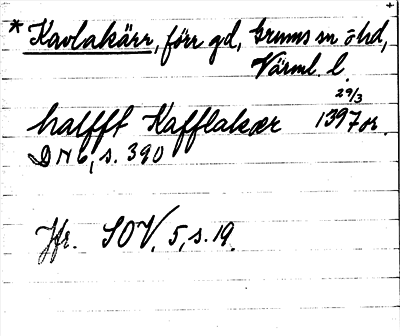 * Kavlakärr, förr gd, Grums sn o hd,
Värml. l.
halfft Kafflakær 29/3 1397 or.
DN 6, s. 390
Jfr. SOV. 5, s. 19.